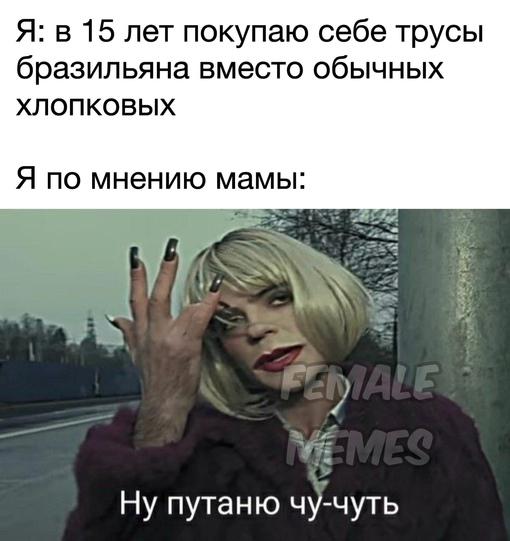 Я: в 15 лет покупаю себе трусы
бразильяна вместо обычных
хлопковых
Я по мнению мамы:
FEMALE
MEMES
Ну путаню чу-чуть